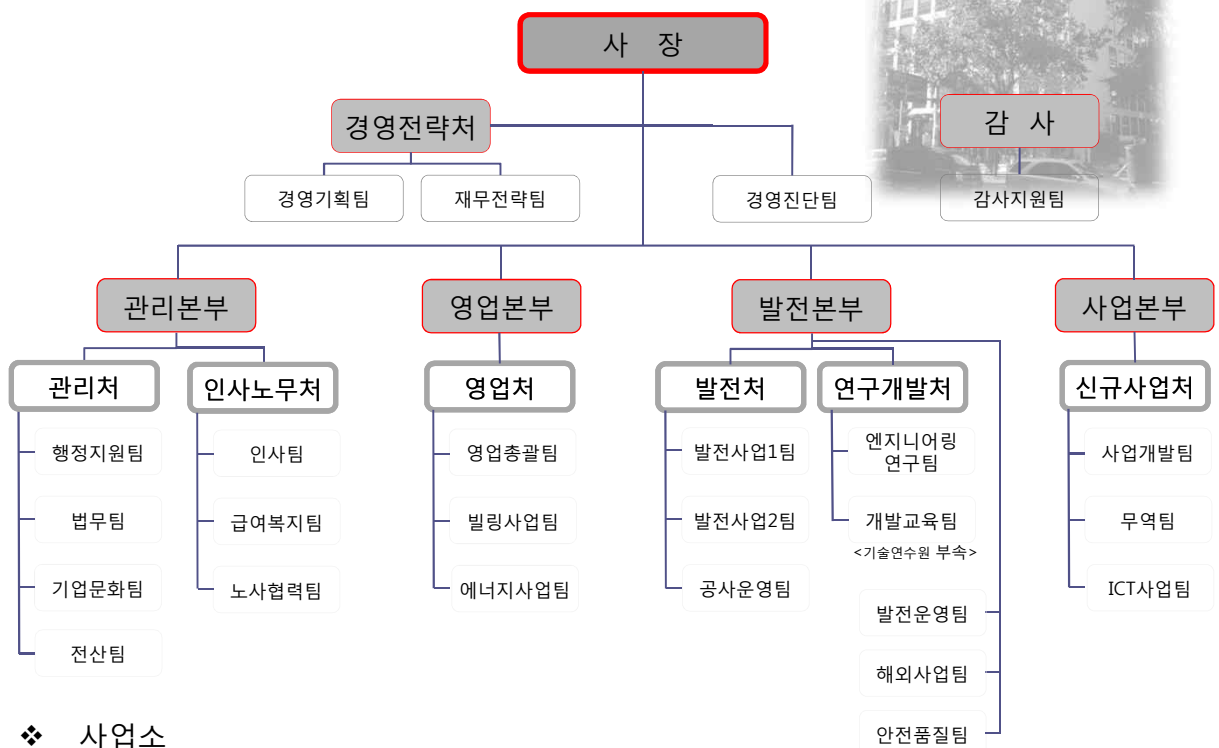 사 장
경영전략처
감 사
경영기획팀
재무전략팀
경영진단팀
감사지원팀
관리본부
영업본부
발전본부
사업본부
관리처
인사노무처
영업처
발전처
연구개발처
신규사업처
행정지원팀
법무팀
기업문화팀
전산팀
인사팀
급여복지팀
노사협력팀
영업총괄팀
빌링사업팀
에너지사업팀
발전사업1팀
발전사업2팀
공사운영팀
엔지니어링
연구팀
개발교육팀
<기술연수원 부속>
발전운영팀
해외사업팀
안전품질팀
사업개발팀
무역팀
ICT사업팀
❖ 사업소